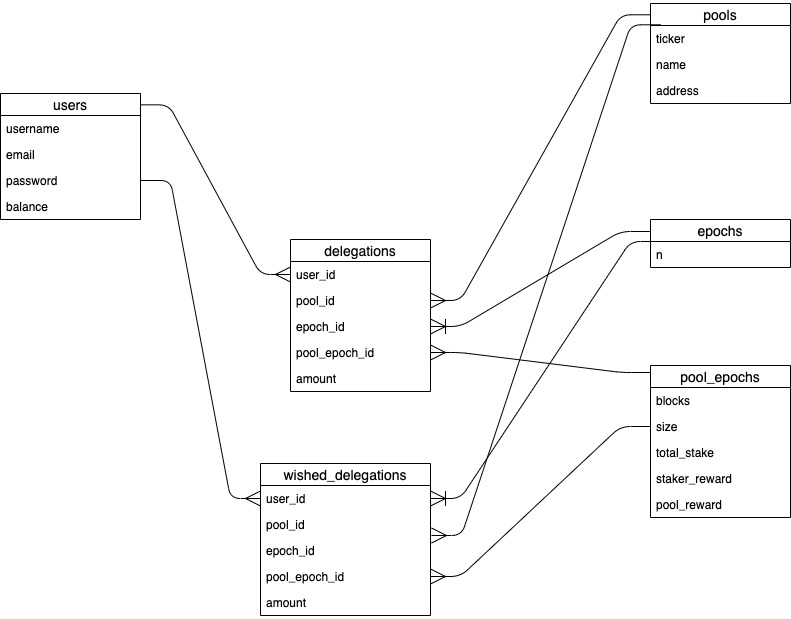 pools
ticker
name
address
users
username
email
password
balance
delegations
user_id
pool_id
epoch_id
pool_epoch_id
amount
epochs
n
pool_epochs
blocks
size
total_stake
staker_reward
pool_reward
wished_delegations
user_id
pool_id
epoch_id
pool_epoch_id
amount